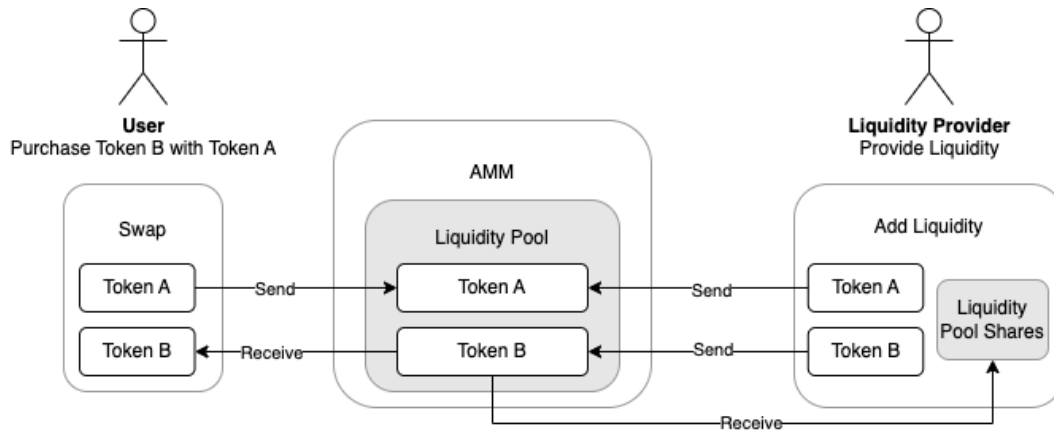 User
Purchase Token B with Token A
Liquidity Provider
Provide Liquidity
AMM
Swap
Liquidity Pool
Add Liquidity
Token A
Send
Token A
Send
Token A
Liquidity
Pool Shares
Token B
Receive
Token B
Send
Token B
Receive